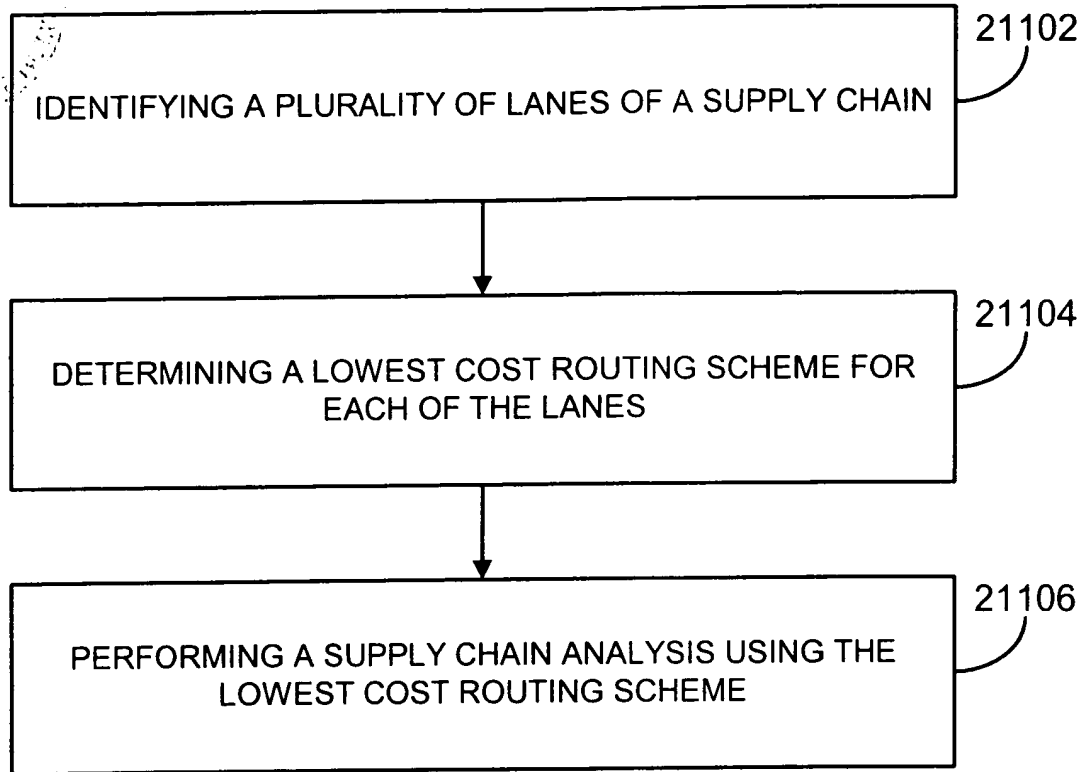 21102
IDENTIFYING A PLURALITY OF LANES OF A SUPPLY CHAIN
21104
DETERMINING A LOWEST COST ROUTING SCHEME FOR
EACH OF THE LANES
21106
PERFORMING A SUPPLY CHAIN ANALYSIS USING THE
LOWEST COST ROUTING SCHEME